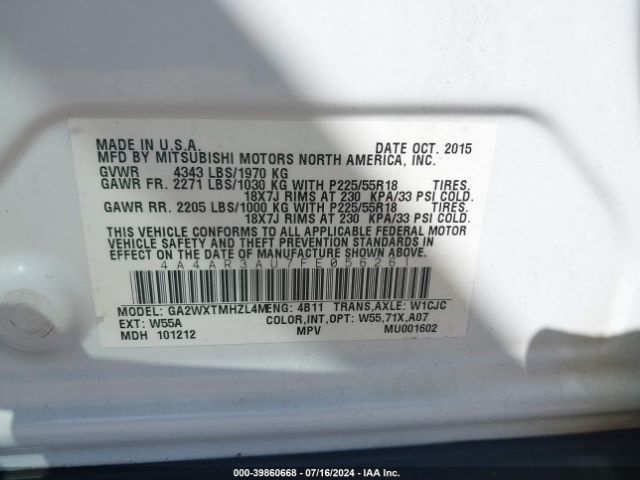 MADE IN U.S.A. DATE OCT. 2015
MFD BY MITSUBISHI MOTORS NORTH AMERICA, INC.
GVWR 4343 LBS/1970 KG
GAWR FR. 2271 LBS/1030 KG WITH P225/55R18 TIRES,
18X7J RIMS AT 230 KPA/33 PSI COLD.
GAWR RR. 2205 LBS/1000 KG WITH P225/55R18 TIRES,
18X7J RIMS AT 230 KPA/33 PSI COLD.
THIS VEHICLE CONFORMS TO ALL APPLICABLE FEDERAL MOTOR
VEHICLE SAFETY AND THEFT PREVENTION STANDARDS IN
EFFECT ON THE DATE OF MANUFACTURE SHOWN ABOVE.
4A4AR3AU7FE05626
MODEL: GA2WXTMHZL4M ENG: 4B11 TRANS,AXLE: W1CJC
EXT: W55A COLOR,INT,OPT: W55,71X,A07
MDH 101212 MPV MU001602
000-39860668 - 07/16/2024 - IAA Inc.